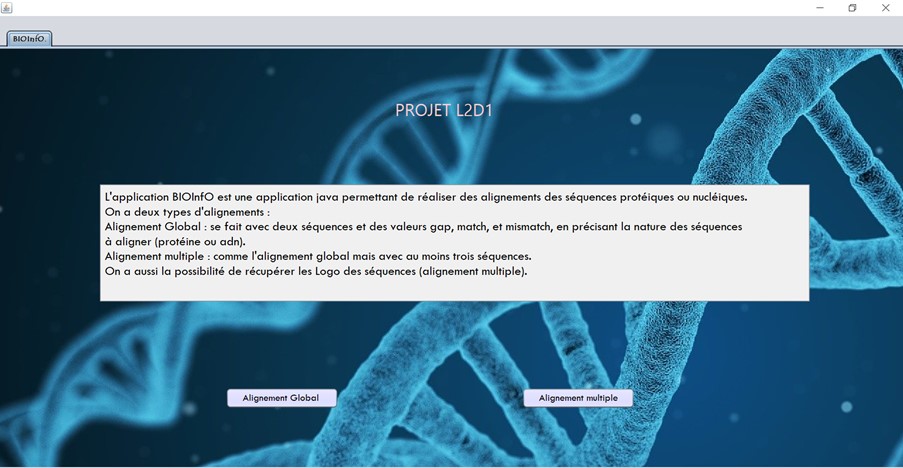 BIOInfO.
PROJET L2D1
L'application BIOInfO est une application java permettant de réaliser des alignements des séquences protéiques ou nucléiques.
On a deux types d'alignements :
Alignement Global : se fait avec deux séquences et des valeurs gap, match, et mismatch, en précisant la nature des séquences
à aligner (protéine ou adn).
Alignement multiple : comme l'alignement global mais avec au moins trois séquences.
On a aussi la possibilité de récupérer les Logo des séquences (alignement multiple).
Alignement Global
Alignement multiple